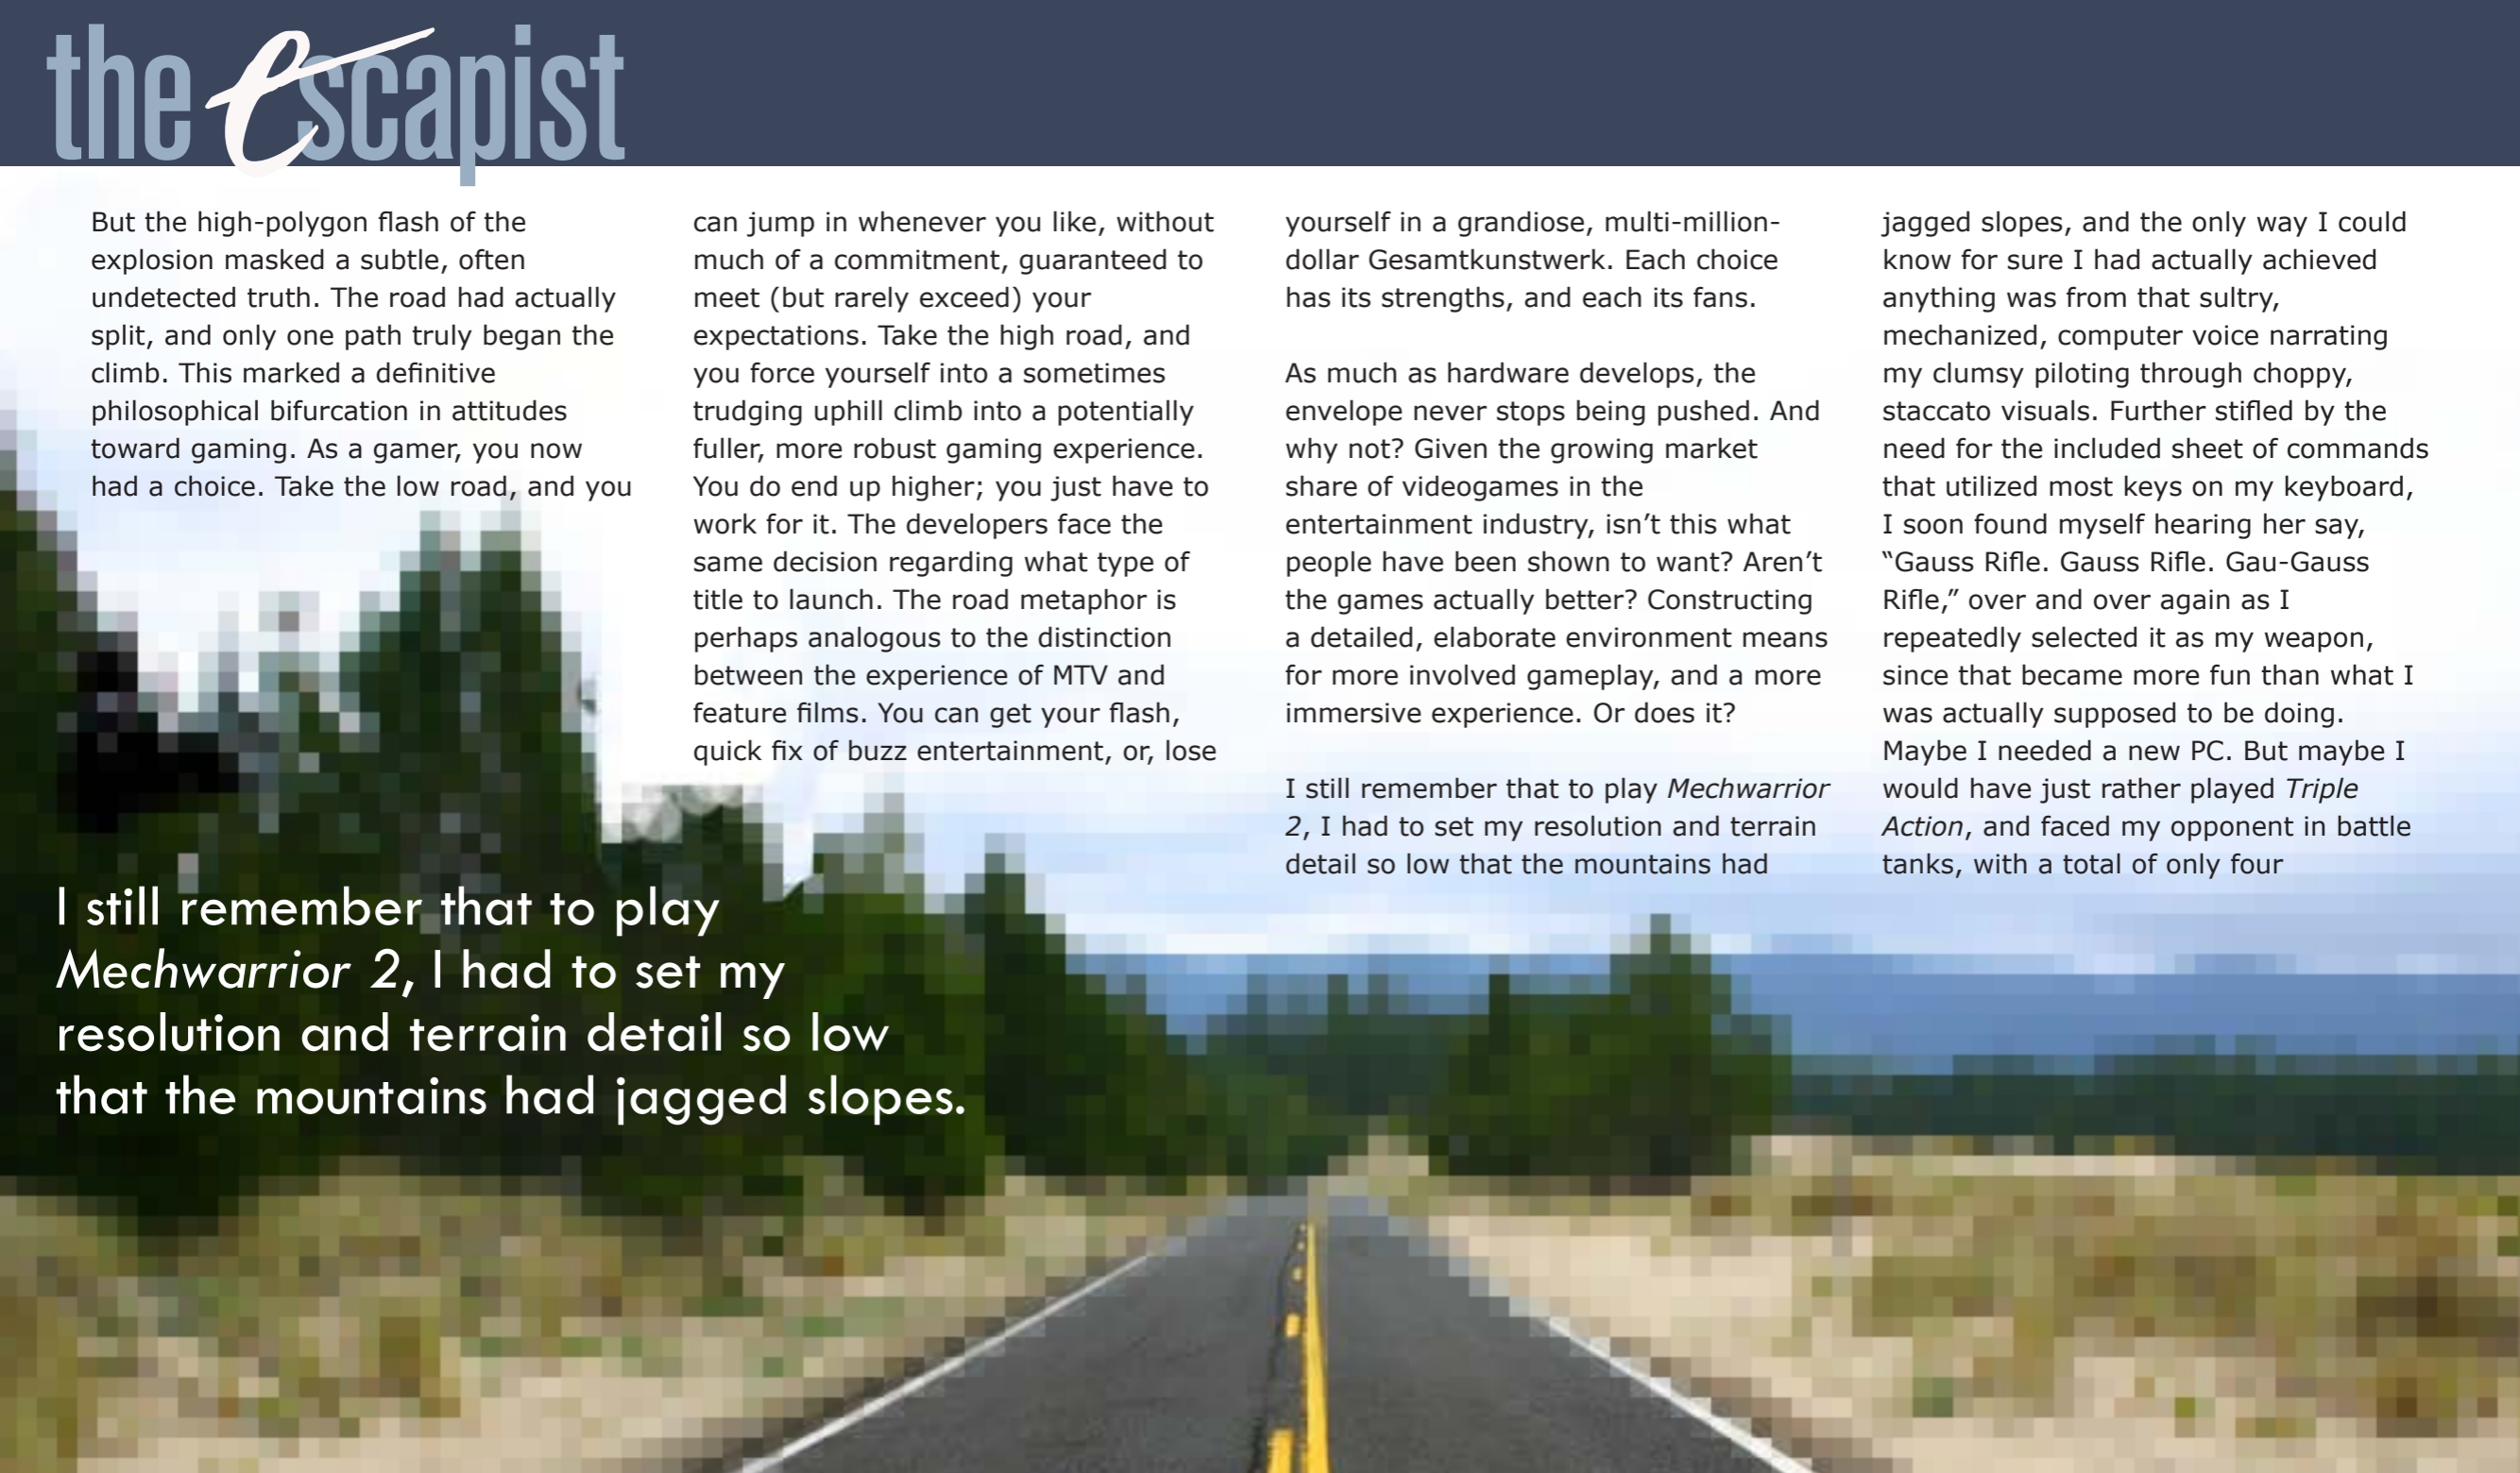 the escapist
But the high-polygon flash of the
explosion masked a subtle, often
undetected truth. The road had actually
split, and only one path truly began the
climb. This marked a definitive
philosophical bifurcation in attitudes
toward gaming. As a gamer, you now
had a choice. Take the low road, and you
can jump in whenever you like, without
much of a commitment, guaranteed to
meet (but rarely exceed) your
expectations. Take the high road, and
you force yourself into a sometimes
trudging uphill climb into a potentially
fuller, more robust gaming experience.
You do end up higher; you just have to
work for it. The developers face the
same decision regarding what type of
title to launch. The road metaphor is
perhaps analogous to the distinction
between the experience of MTV and
feature films. You can get your flash,
quick fix of buzz entertainment, or, lose
yourself in a grandiose, multi-million-
dollar Gesamtkunstwerk. Each choice
has its strengths, and each its fans.
As much as hardware develops, the
envelope never stops being pushed. And
why not? Given the growing market
share of videogames in the
entertainment industry, isn’t this what
people have been shown to want? Aren’t
the games actually better? Constructing
a detailed, elaborate environment means
for more involved gameplay, and a more
immersive experience. Or does it?
I still remember that to play Mechwarrior
2, I had to set my resolution and terrain
detail so low that the mountains had
jagged slopes, and the only way I could
know for sure I had actually achieved
anything was from that sultry,
mechanized, computer voice narrating
my clumsy piloting through choppy,
staccato visuals. Further stifled by the
need for the included sheet of commands
that utilized most keys on my keyboard,
I soon found myself hearing her say,
“Gauss Rifle. Gauss Rifle. Gau-Gauss
Rifle,” over and over again as I
repeatedly selected it as my weapon,
since that became more fun than what I
was actually supposed to be doing.
Maybe I needed a new PC. But maybe I
would have just rather played Triple
Action, and faced my opponent in battle
tanks, with a total of only four
I still remember that to play
Mechwarrior 2, I had to set my
resolution and terrain detail so low
that the mountains had jagged slopes.